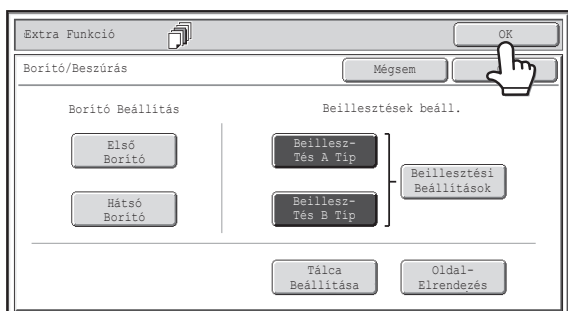 Extra Funkció
OK
Borító/Beszúrás
Mégsem
Borító Beállítás
Beillesztések beáll.
Első
Borító
Beillesz-
Tés A Típ
Beillesztési
Beállítások
Hátsó
Borító
Beillesz-
Tés B Típ
Tálca
Beállítása
Oldal-
Elrendezés